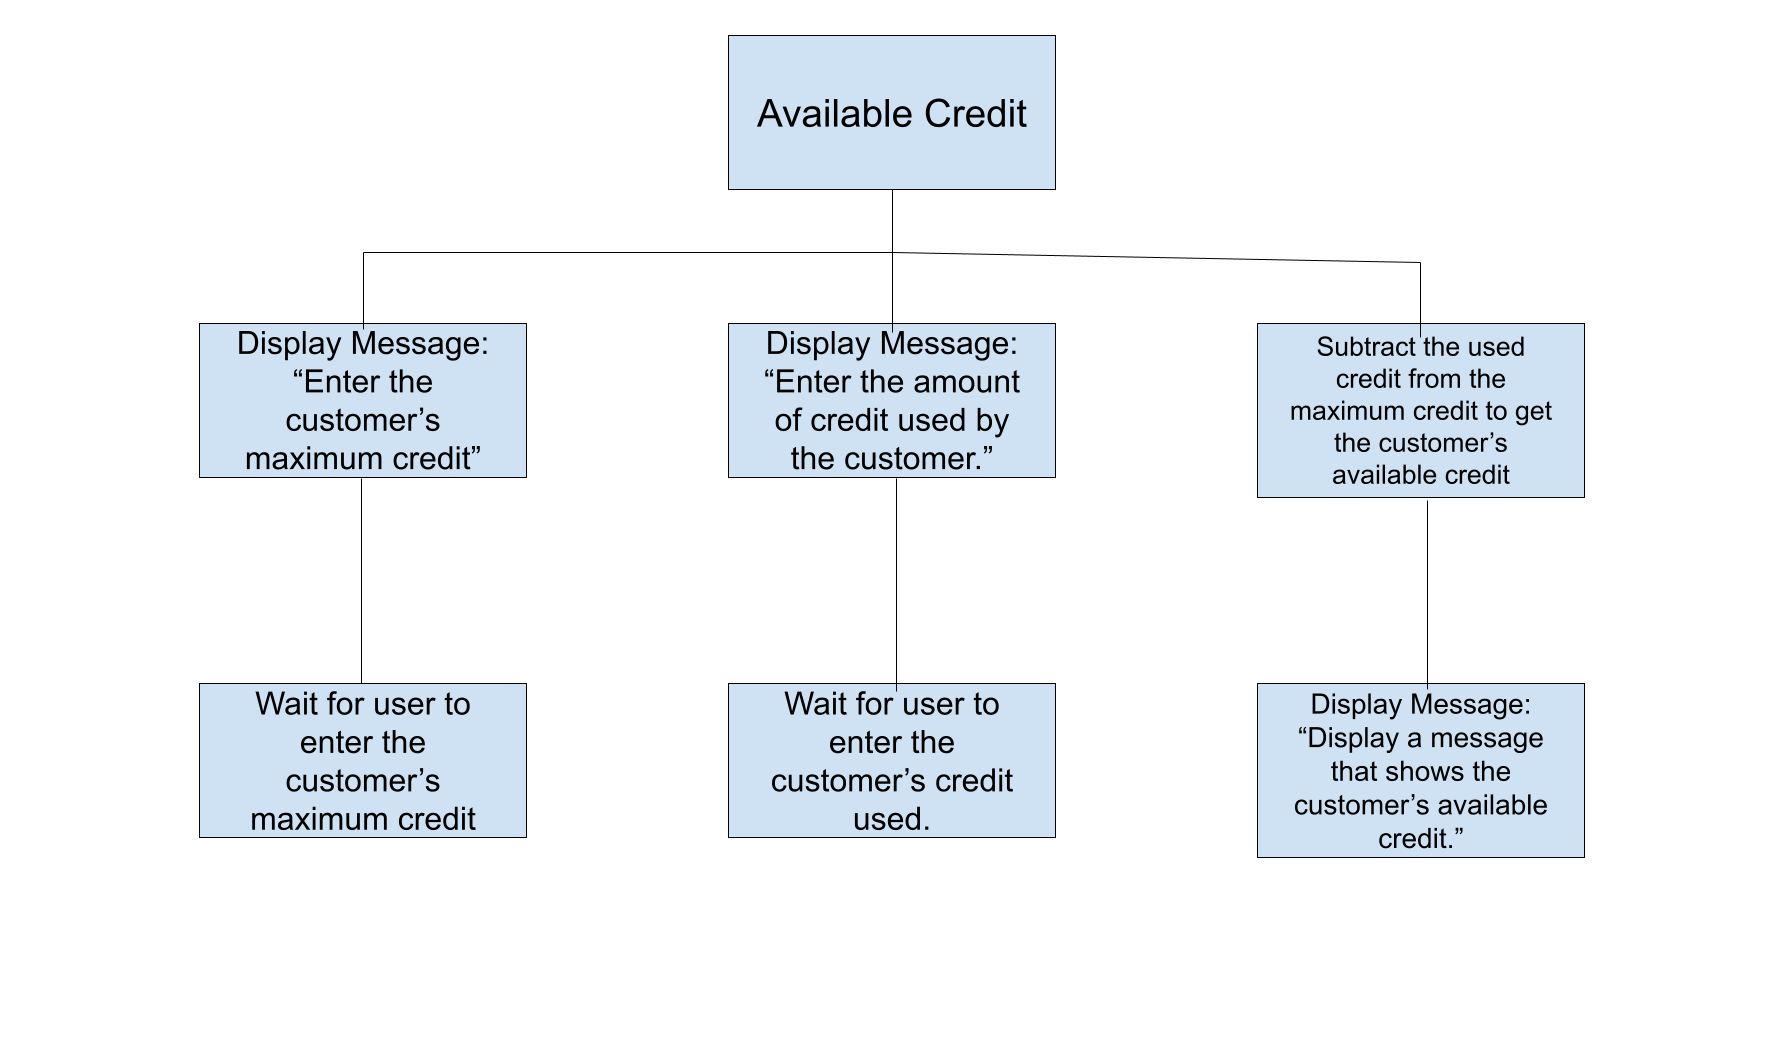 Available Credit
Display Message:
“Enter the
customer’s
maximum credit”
Display Message:
“Enter the amount
of credit used by
the customer.”
Subtract the used
credit from the
maximum credit to get
the customer’s
available credit
Wait for user to
enter the
customer’s
maximum credit
Wait for user to
enter the
customer’s credit
used.
Display Message:
“Display a message
that shows the
customer’s available
credit.”